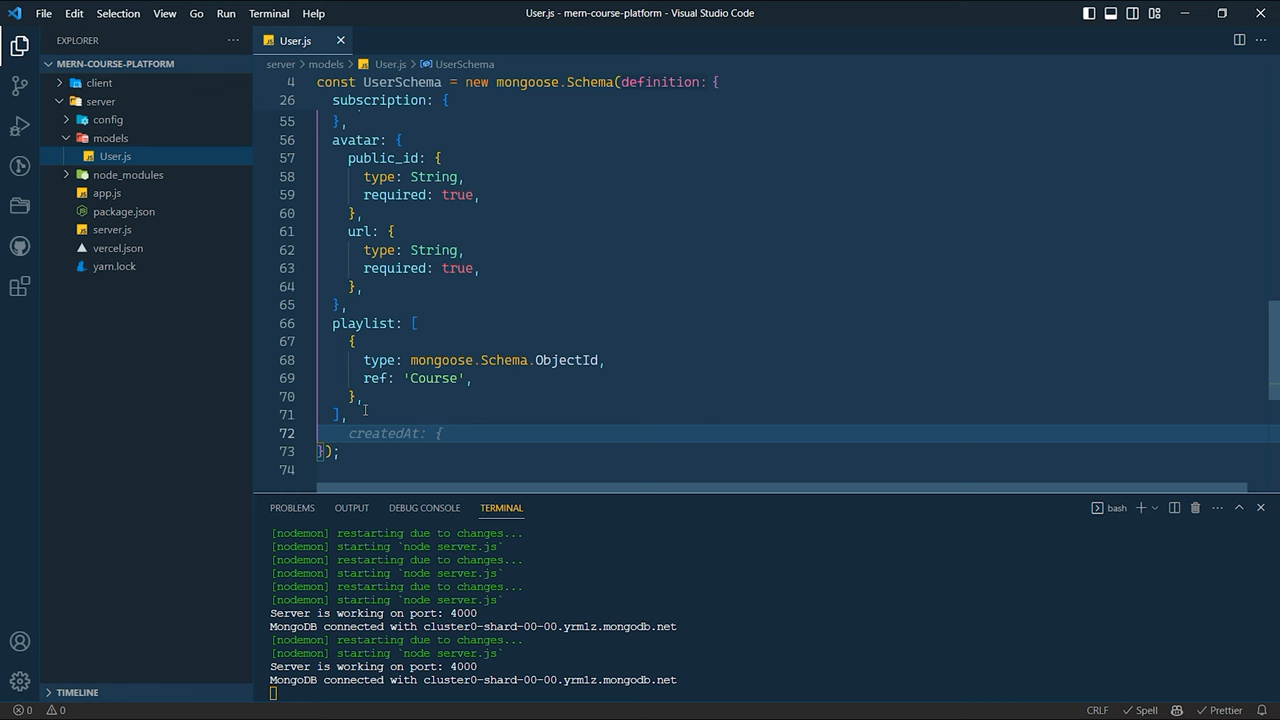 File Edit Selection View Go Run Terminal Help
User.js - mern-course-platform - Visual Studio Code
EXPLORER
MERN-COURSE-PLATFORM
client
server
config
models
User.js
node_modules
app.js
package.json
server.js
vercel.json
yarn.lock
TIMELINE
User.js
server > models > User.js > UserSchema
4 const UserSchema = new mongoose.Schema(definition: {
26 subscription: {
55 },
56 avatar: {
57 public_id: {
58 type: String,
59 required: true,
60 },
61 url: {
62 type: String,
63 required: true,
64 },
65 },
66 playlist: [
67 {
68 type: mongoose.Schema.ObjectId,
69 ref: 'Course',
70 },
71 ],
72 createdAt: {
73 });
74
PROBLEMS OUTPUT DEBUG CONSOLE TERMINAL
bash
[nodemon] restarting due to changes...
[nodemon] starting `node server.js`
[nodemon] restarting due to changes...
[nodemon] starting `node server.js`
[nodemon] restarting due to changes...
[nodemon] starting `node server.js`
Server is working on port: 4000
MongoDB connected with cluster0-shard-00-00.yrmlz.mongodb.net
[nodemon] restarting due to changes...
[nodemon] starting `node server.js`
Server is working on port: 4000
MongoDB connected with cluster0-shard-00-00.yrmlz.mongodb.net
0 0
CRLF Spell Prettier